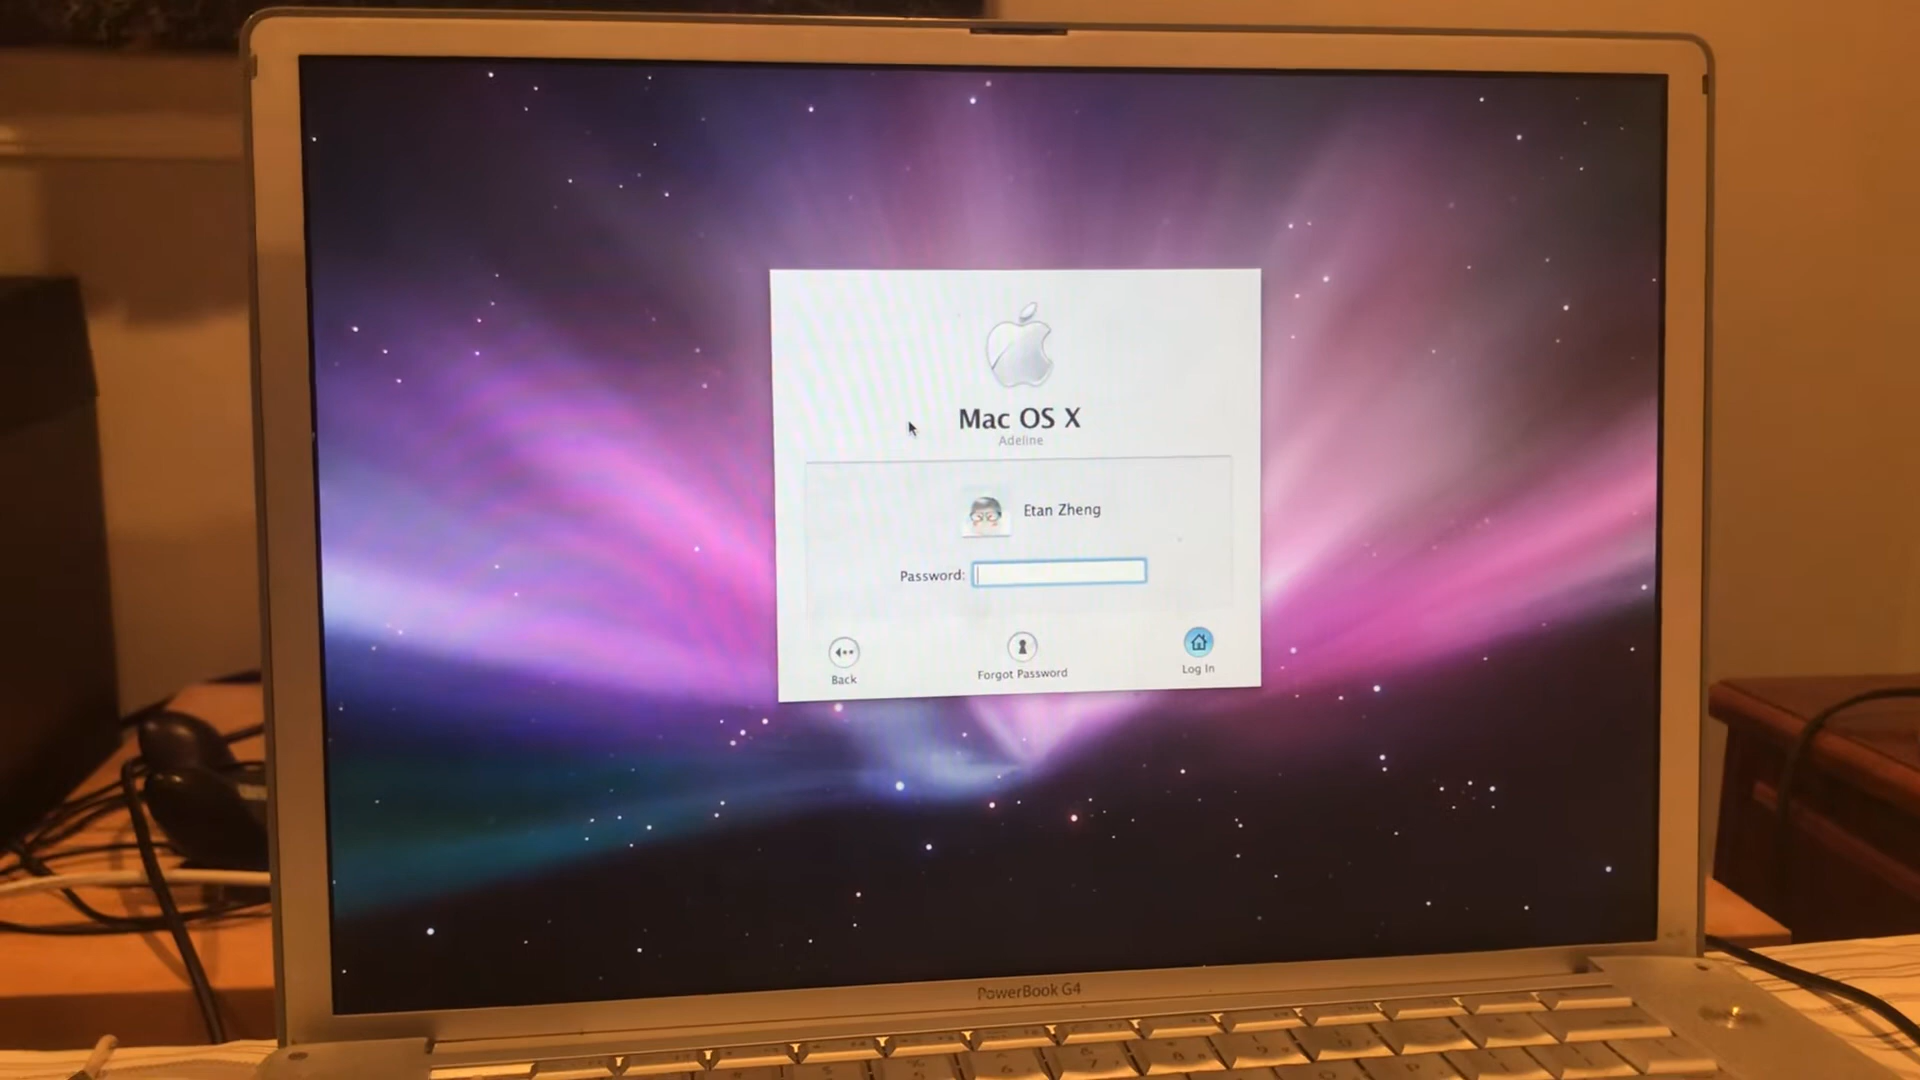 Mac OS X
Adeline
Etan Zheng
Password:
Back
Forgot Password
Log In
PowerBook G4